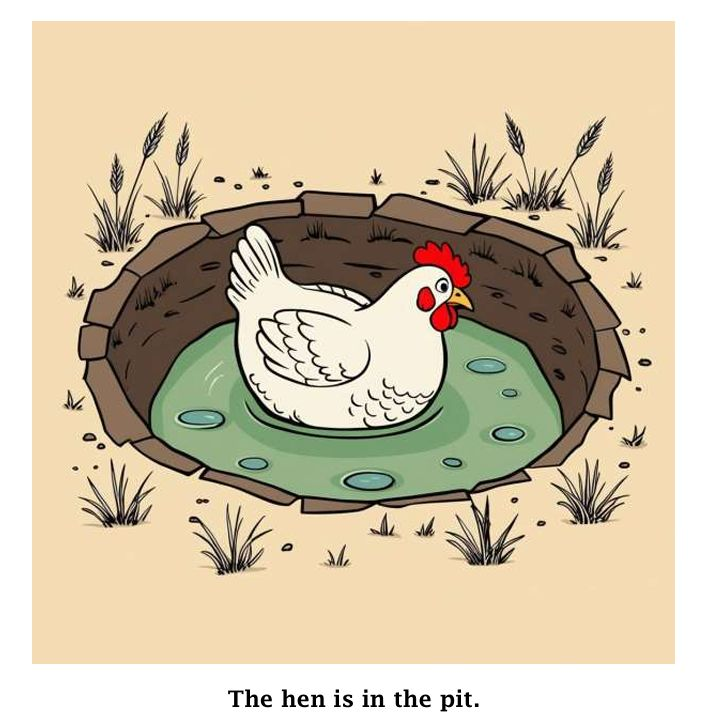 The hen is in the pit.